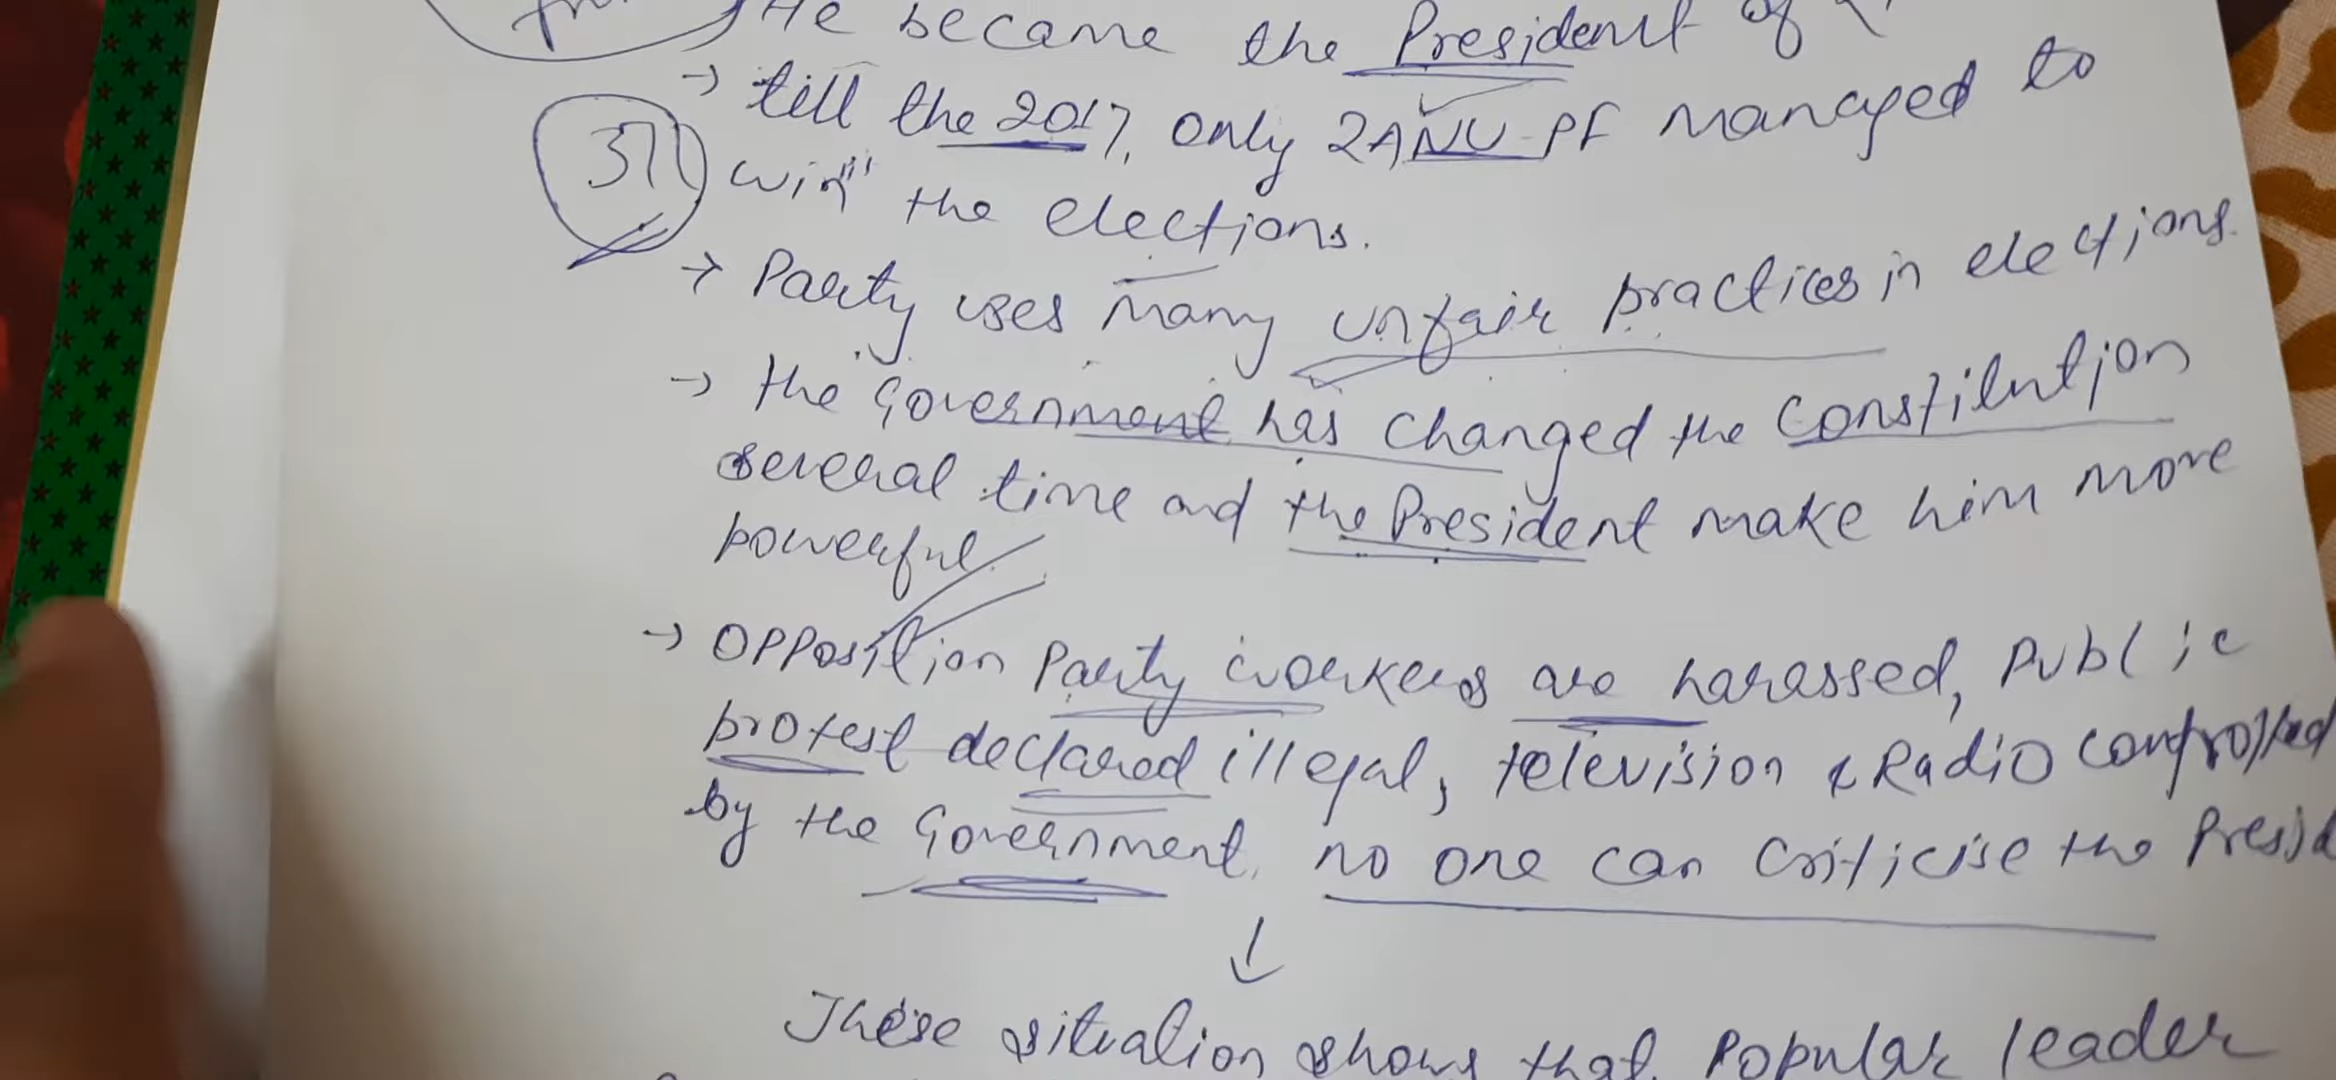 He became the President of
→ till the 2017, only ZANU-PF managed to
37 win the elections.
→ Party uses many unfair practices in elections.
→ the Government has changed the constitution
several time and the President make him more
powerful.
→ Opposition Party workers are harassed, public
protest declared illegal, television & Radio controlled
by the Government, no one can criticise the Presid
↓
These situation shows that popular leader